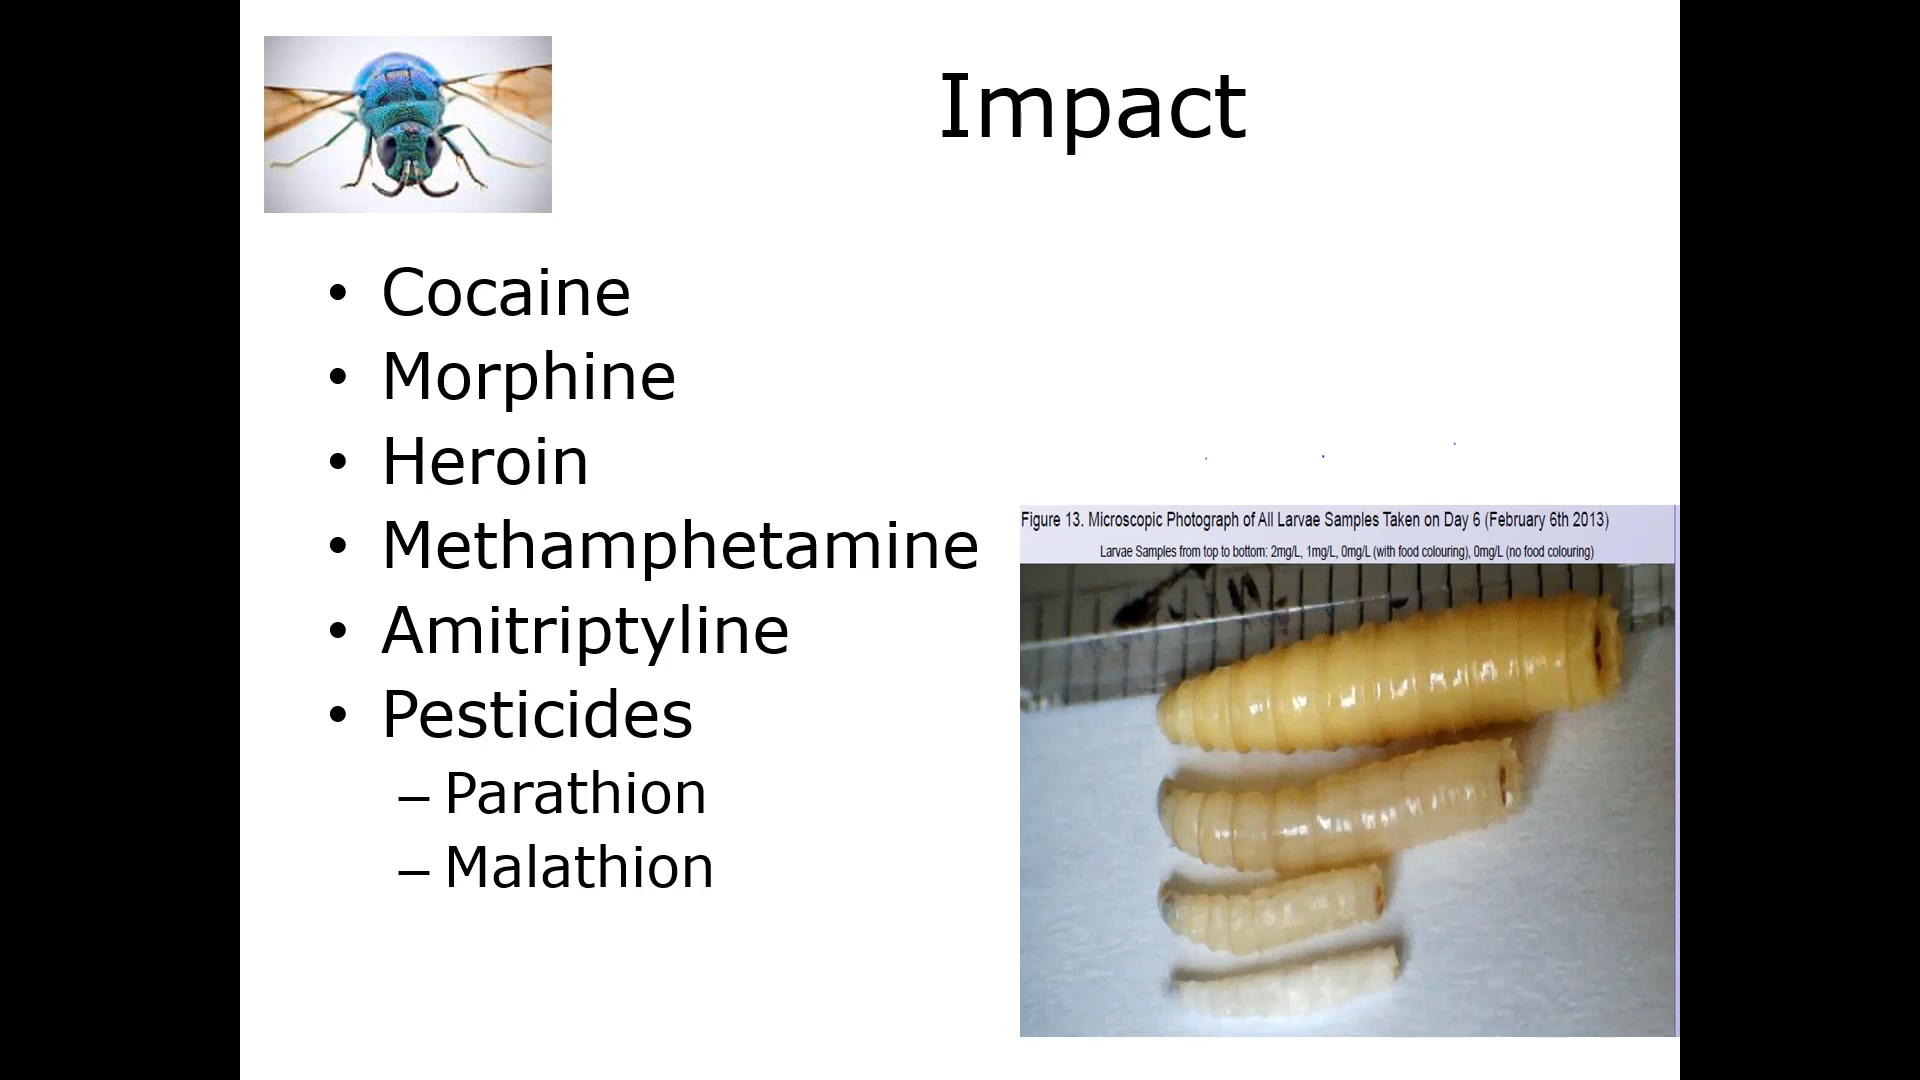 Impact
• Cocaine
• Morphine
• Heroin
• Methamphetamine
• Amitriptyline
• Pesticides
– Parathion
– Malathion
Figure 13. Microscopic Photograph of All Larvae Samples Taken on Day 6 (February 6th 2013)
Larvae Samples from top to bottom: 2mg/L, 1mg/L, 0mg/L (with food colouring), 0mg/L (no food colouring)